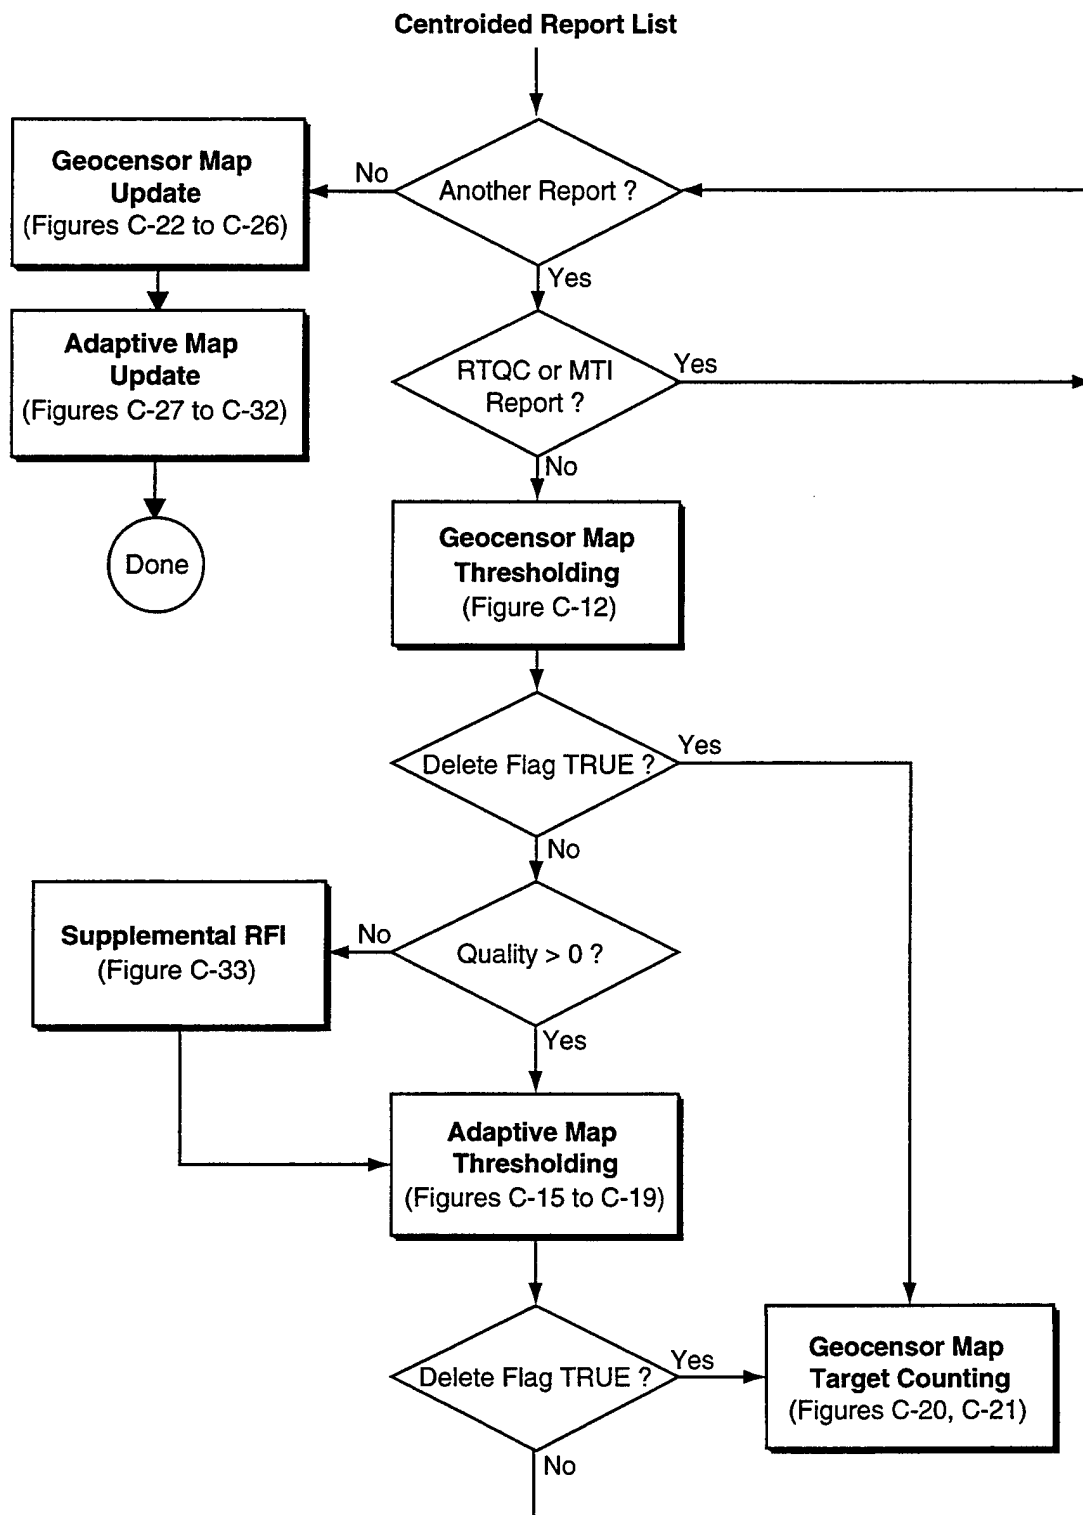 Centroided Report List
Geocensor Map
Update
(Figures C-22 to C-26)
No
Another Report ?
Yes
Adaptive Map
Update
(Figures C-27 to C-32)
RTQC or MTI
Report ?
Yes
No
Done
Geocensor Map
Thresholding
(Figure C-12)
Delete Flag TRUE ?
Yes
No
Supplemental RFI
(Figure C-33)
No
Quality > 0 ?
Yes
Adaptive Map
Thresholding
(Figures C-15 to C-19)
Delete Flag TRUE ?
Yes
Geocensor Map
Target Counting
(Figures C-20, C-21)
No